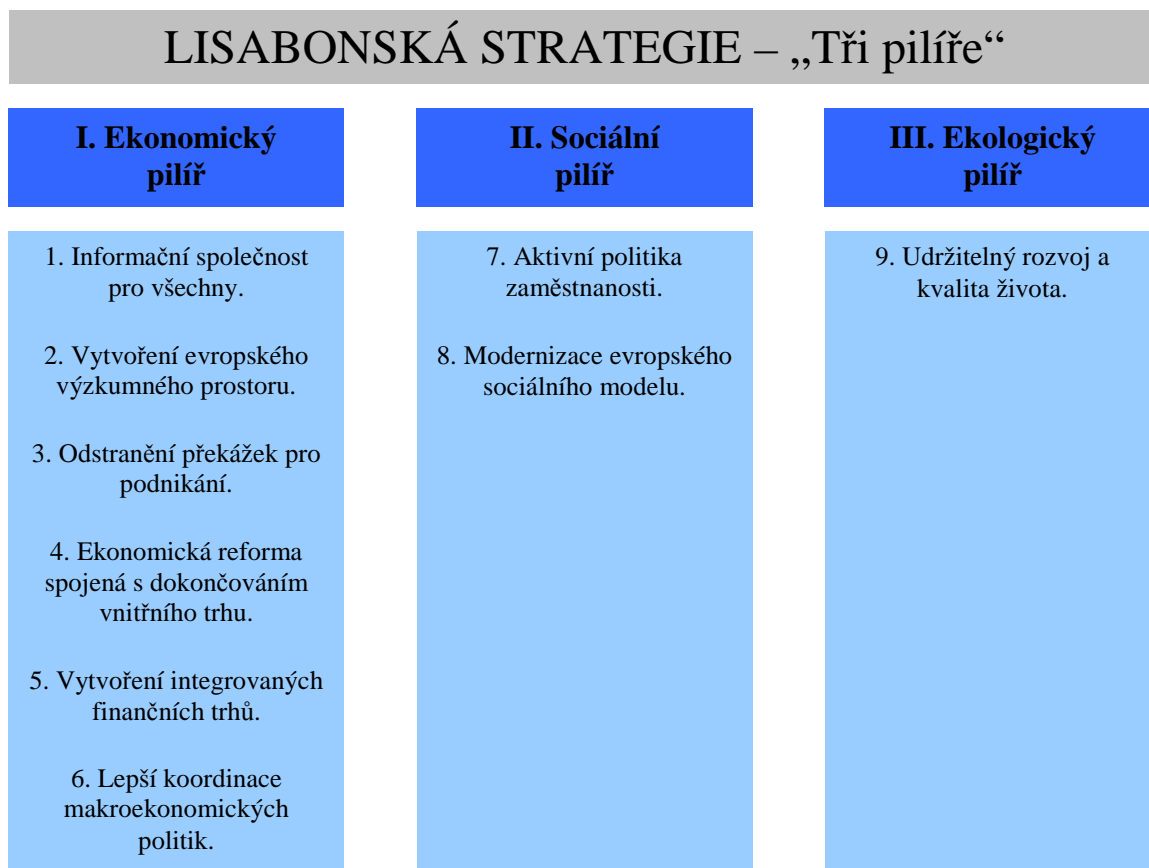 LISABONSKÁ STRATEGIE – „Tři pilíře“
I. Ekonomický
pilíř
1. Informační společnost
pro všechny.
2. Vytvoření evropského
výzkumného prostoru.
3. Odstranění překážek pro
podnikání.
4. Ekonomická reforma
spojená s dokončováním
vnitřního trhu.
5. Vytvoření integrovaných
finančních trhů.
6. Lepší koordinace
makroekonomických
politik.
II. Sociální
pilíř
7. Aktivní politika
zaměstnanosti.
8. Modernizace evropského
sociálního modelu.
III. Ekologický
pilíř
9. Udržitelný rozvoj a
kvalita života.